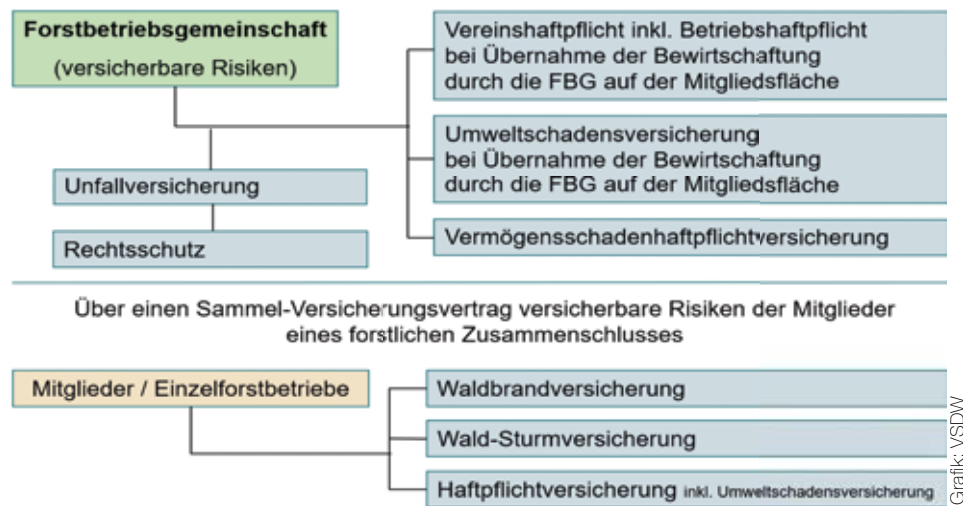 Forstbetriebsgemeinschaft
(versicherbare Risiken)
Unfallversicherung
Rechtsschutz
Vereinshaftpflicht inkl. Betriebshaftpflicht
bei Übernahme der Bewirtschaftung
durch die FBG auf der Mitgliedsfläche
Umweltschadensversicherung
bei Übernahme der Bewirtschaftung
durch die FBG auf der Mitgliedsfläche
Vermögensschadenhaftpflichtversicherung
Über einen Sammel-Versicherungsvertrag versicherbare Risiken der Mitglieder
eines forstlichen Zusammenschlusses
Mitglieder / Einzelforstbetriebe
Waldbrandversicherung
Wald-Sturmversicherung
Haftpflichtversicherung inkl. Umweltschadensversicherung
Grafik: VSDW